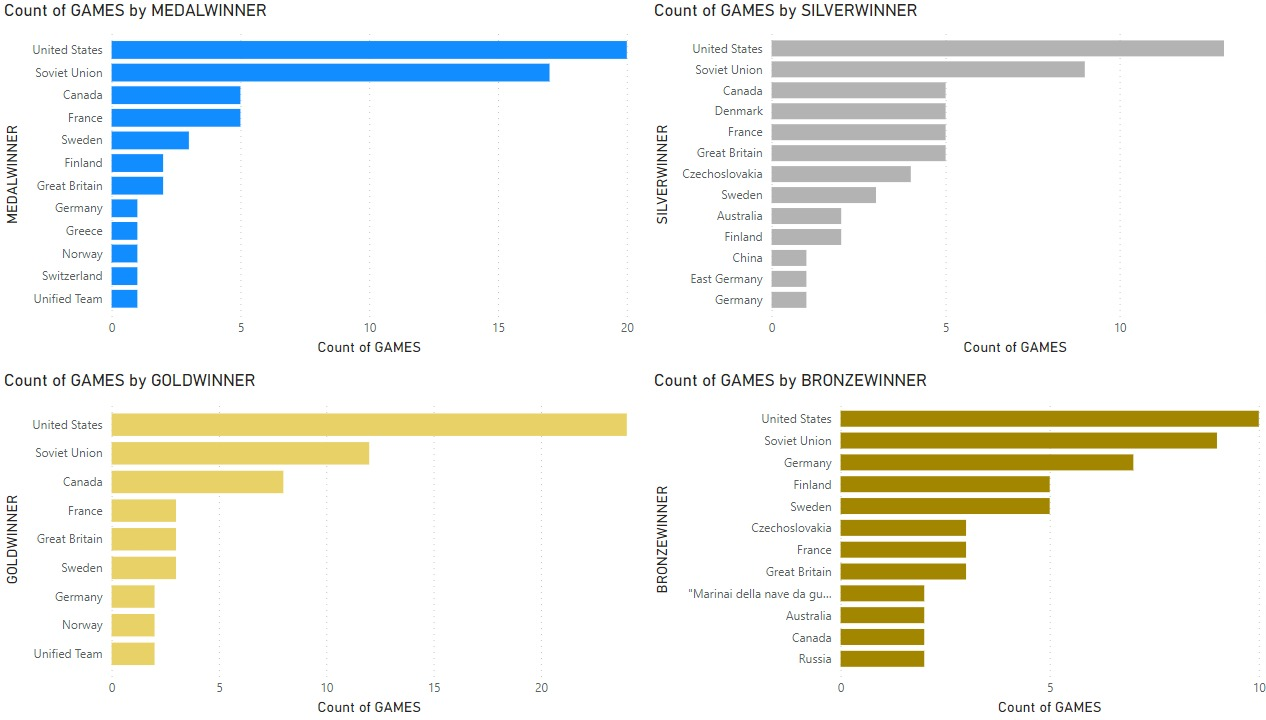 Count of GAMES by MEDALWINNER
MEDALWINNER
United States
Soviet Union
Canada
France
Sweden
Finland
Great Britain
Germany
Greece
Norway
Switzerland
Unified Team
0 5 10 15 20
Count of GAMES
Count of GAMES by SILVERWINNER
SILVERWINNER
United States
Soviet Union
Canada
Denmark
France
Great Britain
Czechoslovakia
Sweden
Australia
Finland
China
East Germany
Germany
0 5 10
Count of GAMES
Count of GAMES by GOLDWINNER
GOLDWINNER
United States
Soviet Union
Canada
France
Great Britain
Sweden
Germany
Norway
Unified Team
0 5 10 15 20
Count of GAMES
Count of GAMES by BRONZEWINNER
BRONZEWINNER
United States
Soviet Union
Germany
Finland
Sweden
Czechoslovakia
France
Great Britain
"Marinai della nave da gu...
Australia
Canada
Russia
0 5 10
Count of GAMES